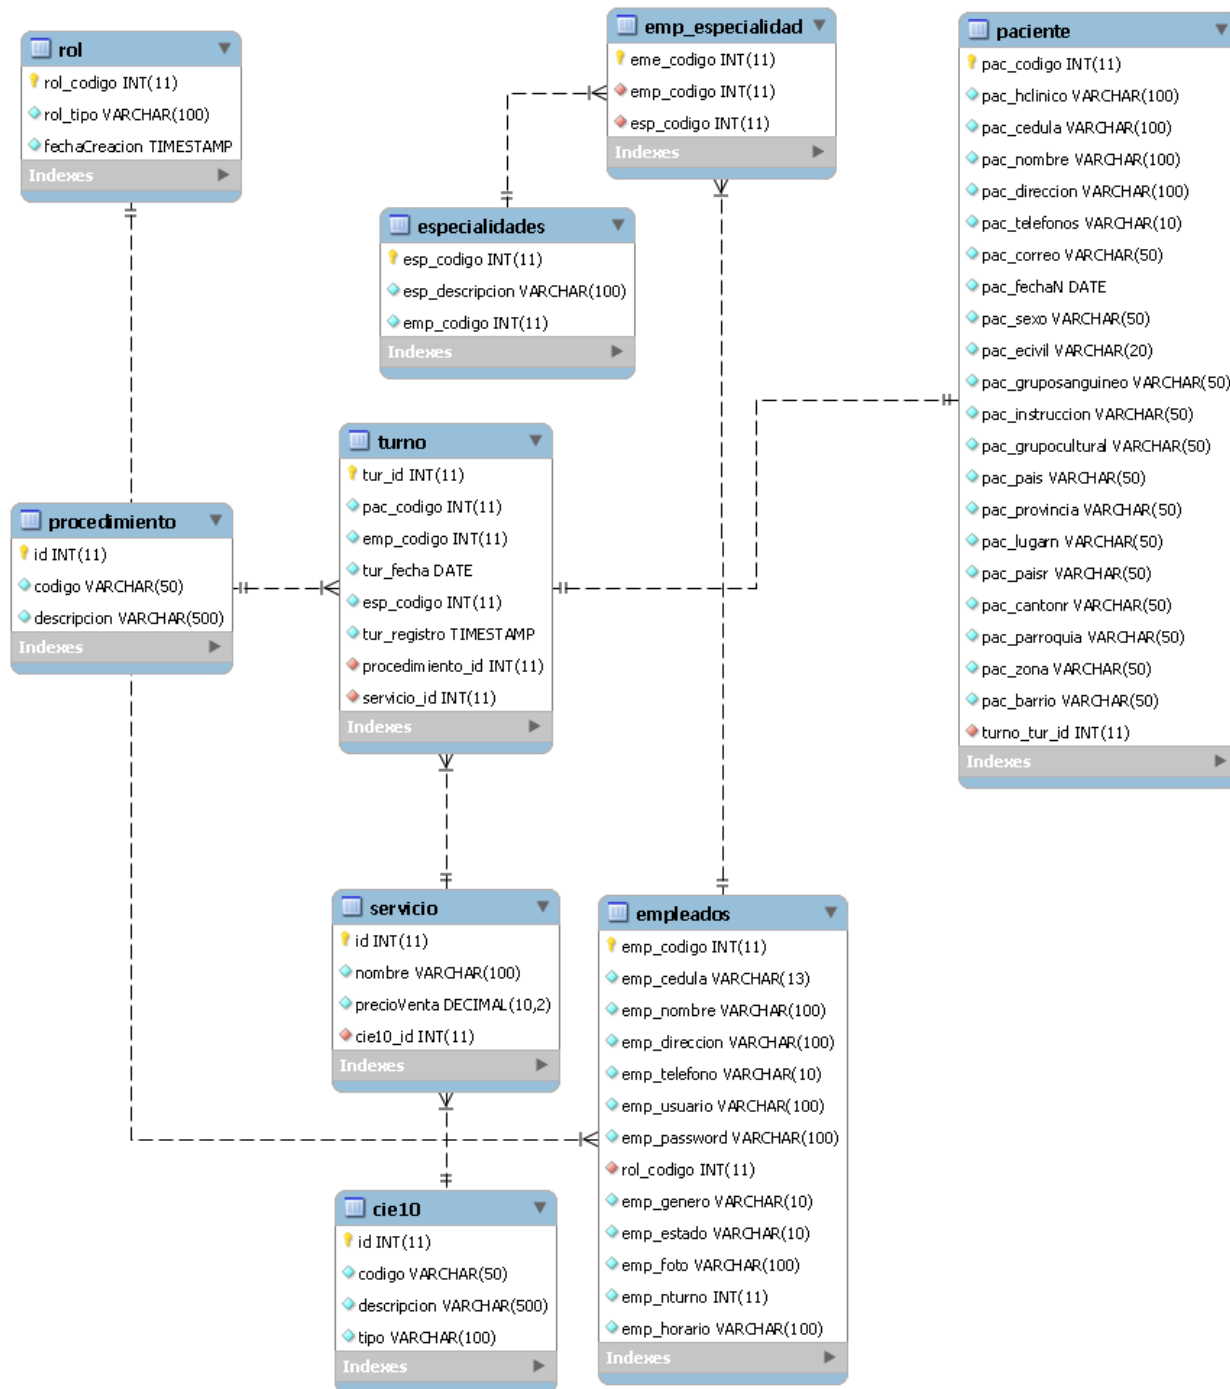 rol
rol_codigo INT(11)
rol_tipo VARCHAR(100)
fechaCreacion TIMESTAMP
Indexes
emp_especialidad
eme_codigo INT(11)
emp_codigo INT(11)
esp_codigo INT(11)
Indexes
especialidades
esp_codigo INT(11)
esp_descripcion VARCHAR(100)
emp_codigo INT(11)
Indexes
paciente
pac_codigo INT(11)
pac_hclinico VARCHAR(100)
pac_cedula VARCHAR(100)
pac_nombre VARCHAR(100)
pac_direccion VARCHAR(100)
pac_telefonos VARCHAR(10)
pac_correo VARCHAR(50)
pac_fechaN DATE
pac_sexo VARCHAR(50)
pac_ecivil VARCHAR(20)
pac_gruposanguineo VARCHAR(50)
pac_instruccion VARCHAR(50)
pac_grupocultural VARCHAR(50)
pac_pais VARCHAR(50)
pac_provincia VARCHAR(50)
pac_lugarn VARCHAR(50)
pac_paisr VARCHAR(50)
pac_cantonr VARCHAR(50)
pac_parroquia VARCHAR(50)
pac_zona VARCHAR(50)
pac_barrio VARCHAR(50)
turno_tur_id INT(11)
Indexes
procedimiento
id INT(11)
codigo VARCHAR(50)
descripcion VARCHAR(500)
Indexes
turno
tur_id INT(11)
pac_codigo INT(11)
emp_codigo INT(11)
tur_fecha DATE
esp_codigo INT(11)
tur_registro TIMESTAMP
procedimiento_id INT(11)
servicio_id INT(11)
Indexes
servicio
id INT(11)
nombre VARCHAR(100)
precioVenta DECIMAL(10,2)
cie10_id INT(11)
Indexes
empleados
emp_codigo INT(11)
emp_cedula VARCHAR(13)
emp_nombre VARCHAR(100)
emp_direccion VARCHAR(100)
emp_telefono VARCHAR(10)
emp_usuario VARCHAR(100)
emp_password VARCHAR(100)
rol_codigo INT(11)
emp_genero VARCHAR(10)
emp_estado VARCHAR(10)
emp_foto VARCHAR(100)
emp_nturno INT(11)
emp_horario VARCHAR(100)
Indexes
cie10
id INT(11)
codigo VARCHAR(50)
descripcion VARCHAR(500)
tipo VARCHAR(100)
Indexes